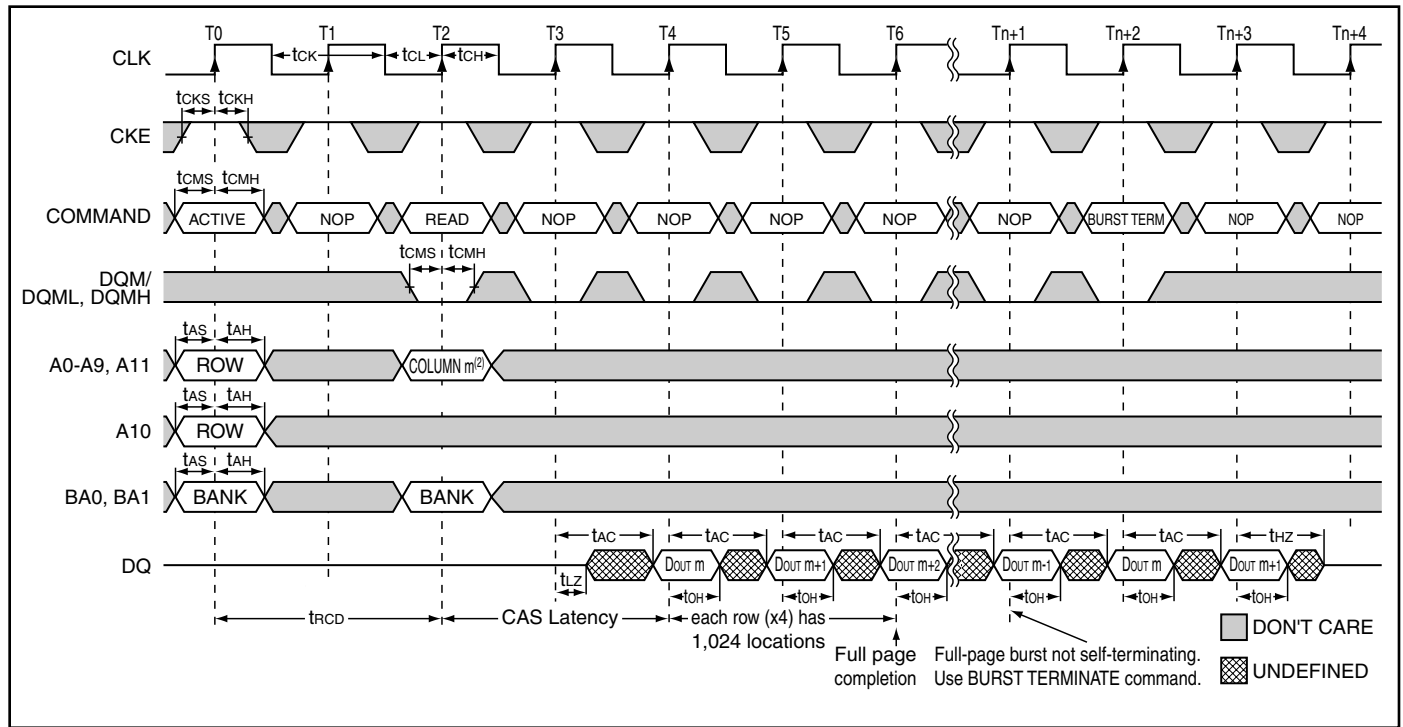 T0 T1 T2 T3 T4 T5 T6 Tn+1 Tn+2 Tn+3 Tn+4
CLK tCK tCL tCH
tCKS tCKH
CKE
tCMS tCMH
COMMAND ACTIVE NOP READ NOP NOP NOP NOP NOP BURST TERM NOP NOP
tCMS tCMH
DQM/
DQML, DQMH
tAS tAH
A0-A9, A11 ROW COLUMN m(2)
tAS tAH
A10 ROW
tAS tAH
BA0, BA1 BANK BANK
tAC tAC tAC tAC tAC tAC tHZ
DQ DOUT m DOUT m+1 DOUT m+2 DOUT m-1 DOUT m DOUT m+1
tLZ tOH tOH tOH tOH tOH tOH
tRCD CAS Latency each row (x4) has
1,024 locations
Full page
completion
Full-page burst not self-terminating.
Use BURST TERMINATE command.
DON'T CARE
UNDEFINED